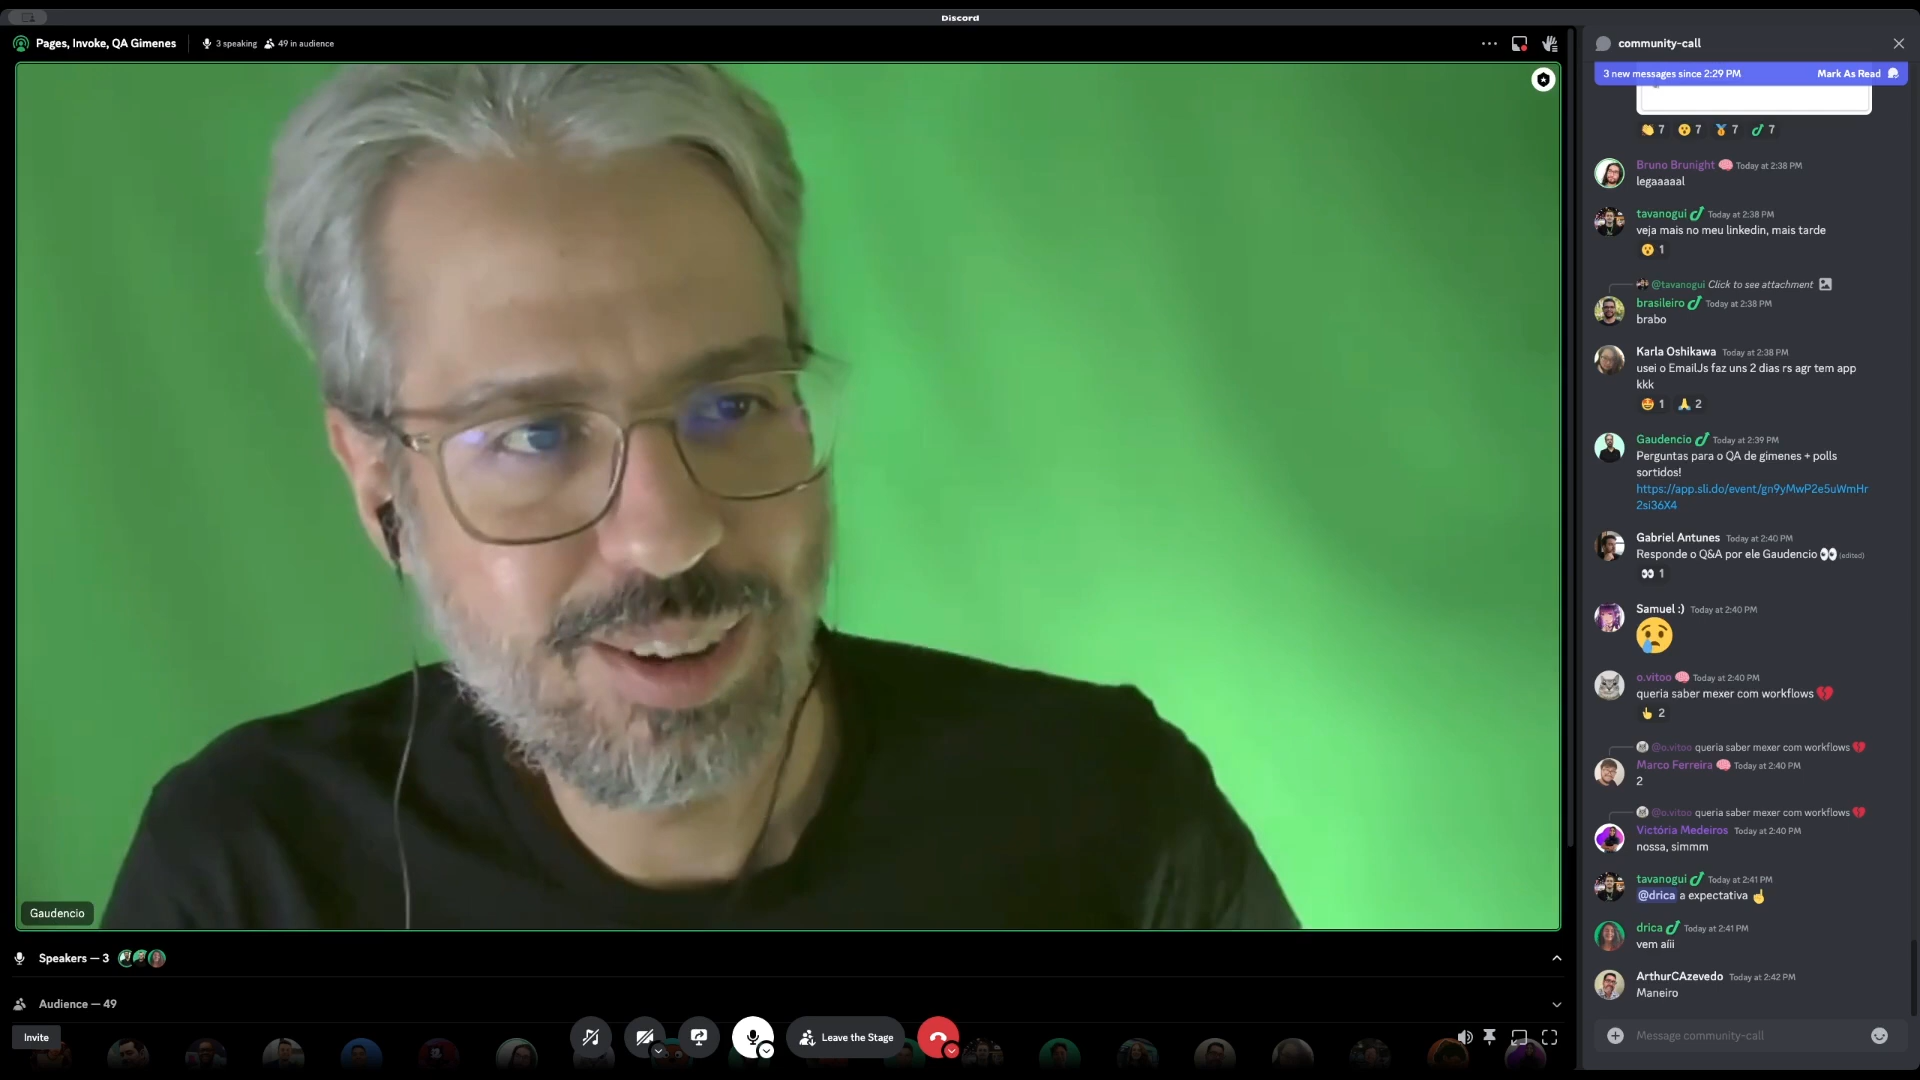 Discord
Pages, Invoke, QA Gimenes
3 speaking
49 in audience
Gaudencio
Speakers — 3
Audience — 49
Invite
Leave the Stage
community-call
3 new messages since 2:29 PM
Mark As Read
7
7
7
7
Bruno Brunight
Today at 2:38 PM
legaaaaal
tavanogui
Today at 2:38 PM
veja mais no meu linkedin, mais tarde
1
@tavanogui Click to see attachment
brasileiro
Today at 2:38 PM
brabo
Karla Oshikawa
Today at 2:38 PM
usei o EmailJs faz uns 2 dias rs agr tem app
kkk
1
2
Gaudencio
Today at 2:39 PM
Perguntas para o QA de gimenes + polls
sortidos!
https://app.sli.do/event/gn9yMwP2e5uWmHr
2si36X4
Gabriel Antunes
Today at 2:40 PM
Responde o Q&A por ele Gaudencio 👀 (edited)
1
Samuel :)
Today at 2:40 PM
o.vitoo
Today at 2:40 PM
queria saber mexer com workflows 💔
2
@o.vitoo queria saber mexer com workflows 💔
Marco Ferreira
Today at 2:40 PM
2
@o.vitoo queria saber mexer com workflows 💔
Victória Medeiros
Today at 2:40 PM
nossa, simmm
tavanogui
Today at 2:41 PM
@drica a expectativa ☝
drica
Today at 2:41 PM
vem aíii
ArthurCAzevedo
Today at 2:42 PM
Maneiro
Message community-call